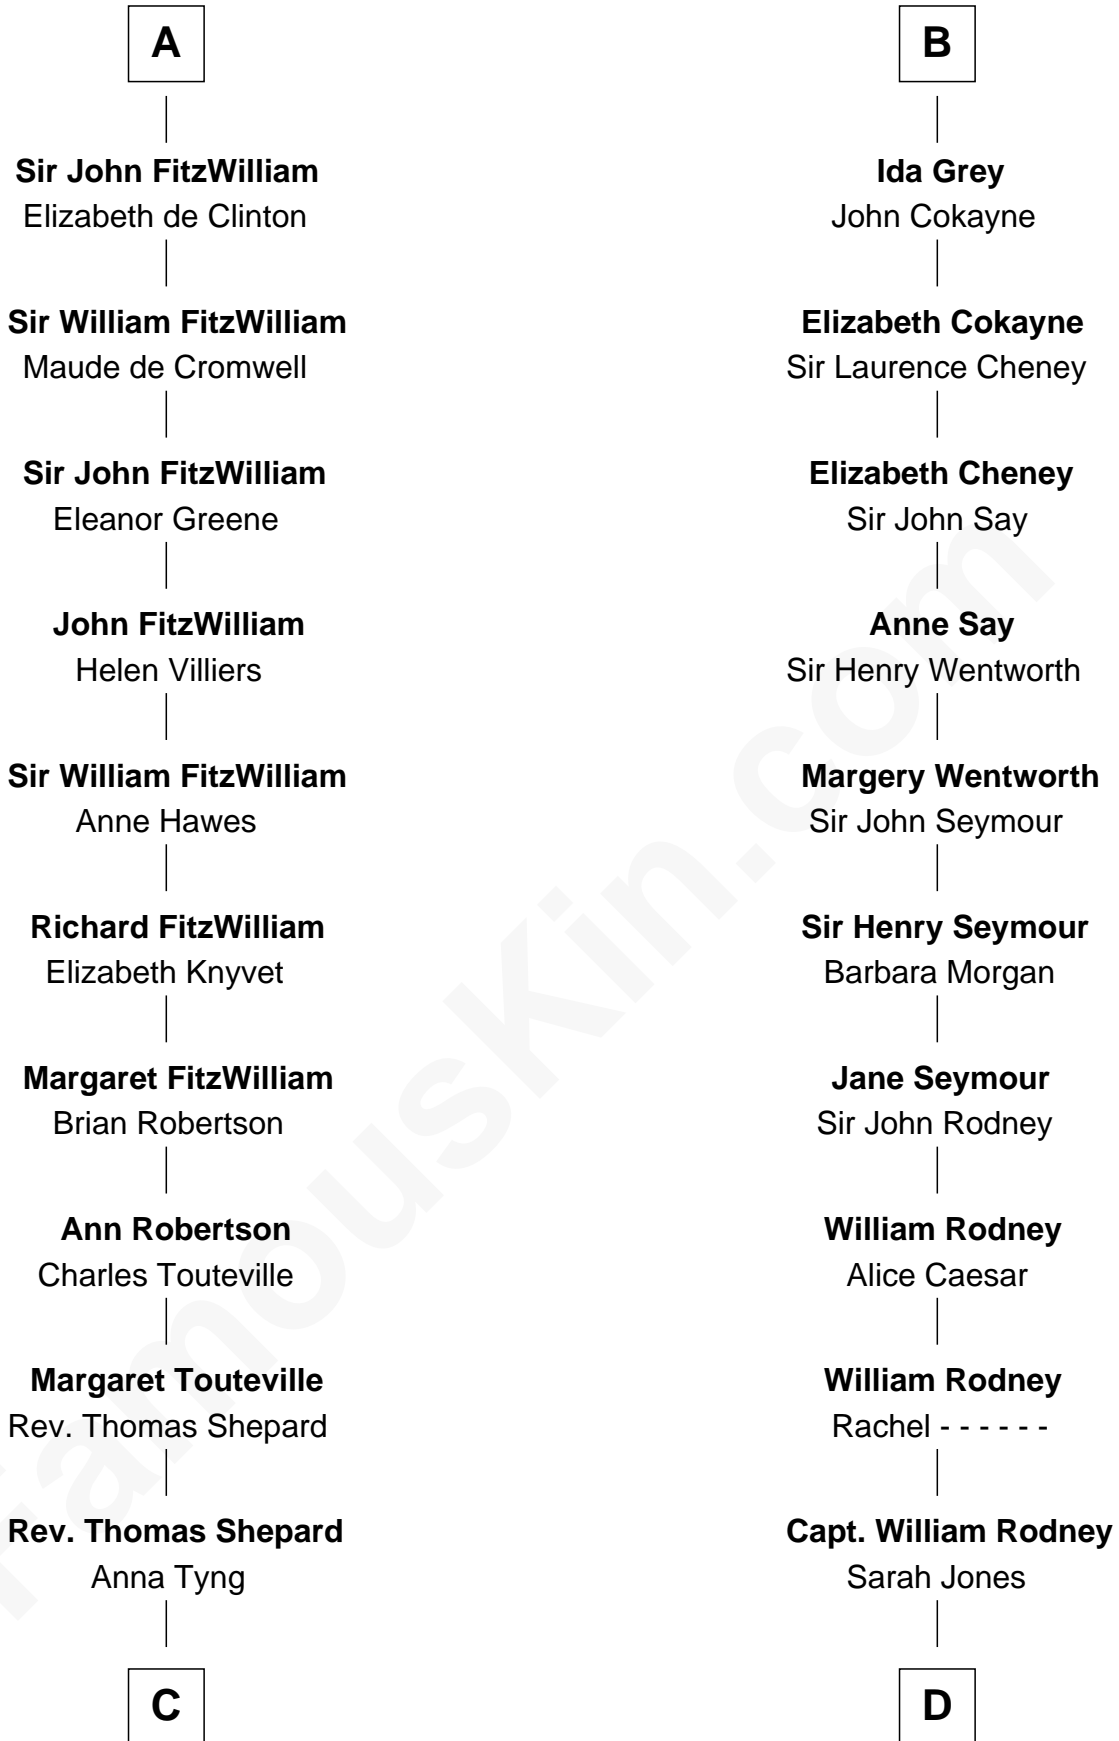 A
Sir John FitzWilliam
Elizabeth de Clinton
Sir William FitzWilliam
Maude de Cromwell
Sir John FitzWilliam
Eleanor Greene
John FitzWilliam
Helen Villiers
Sir William FitzWilliam
Anne Hawes
Richard FitzWilliam
Elizabeth Knyvet
Margaret FitzWilliam
Brian Robertson
Ann Robertson
Charles Touteville
Margaret Touteville
Rev. Thomas Shepard
Rev. Thomas Shepard
Anna Tyng
C
B
Ida Grey
John Cokayne
Elizabeth Cokayne
Sir Laurence Cheney
Elizabeth Cheney
Sir John Say
Anne Say
Sir Henry Wentworth
Margery Wentworth
Sir John Seymour
Sir Henry Seymour
Barbara Morgan
Jane Seymour
Sir John Rodney
William Rodney
Alice Caesar
William Rodney
Rachel - - - - - -
Capt. William Rodney
Sarah Jones
D
FamousKin.com